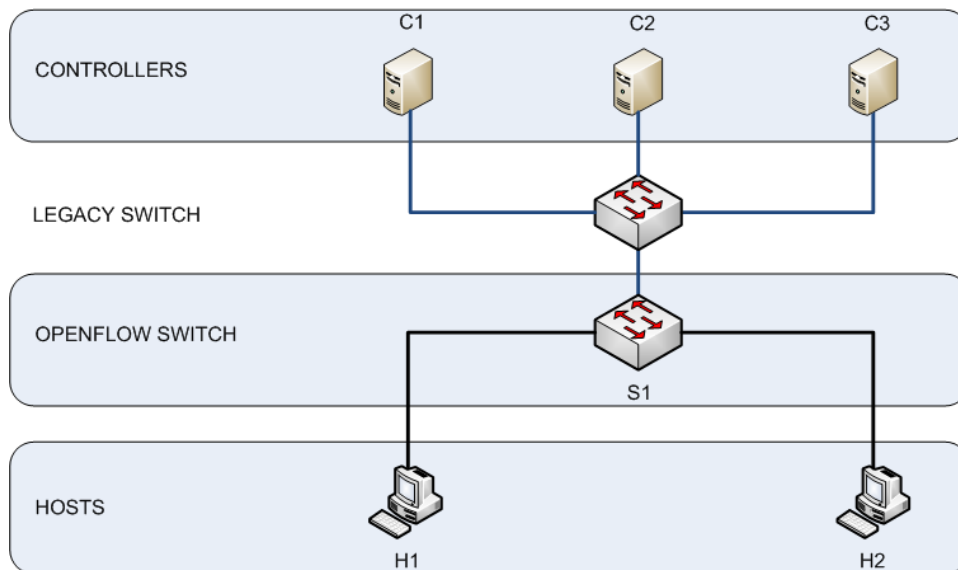 C1
C2
C3
CONTROLLERS
LEGACY SWITCH
OPENFLOW SWITCH
S1
HOSTS
H1
H2